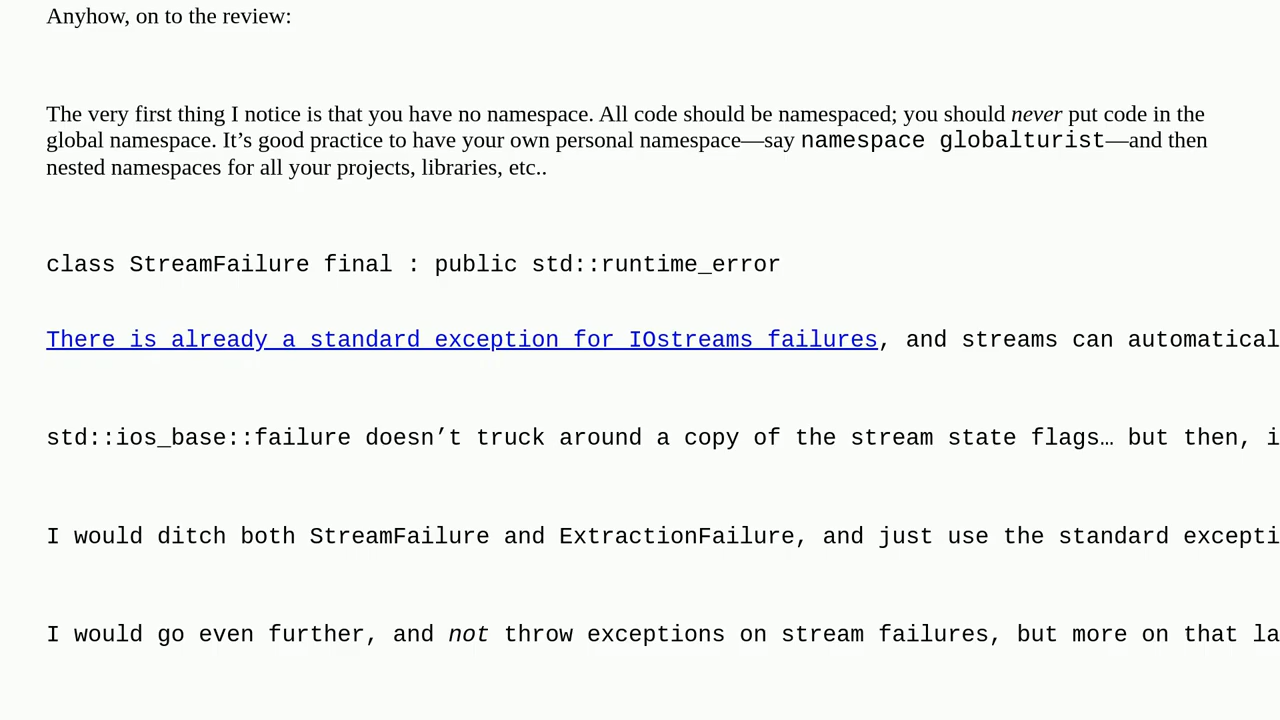 Anyhow, on to the review:
The very first thing I notice is that you have no namespace. All code should be namespaced; you should never put code in the
global namespace. It’s good practice to have your own personal namespace—say namespace globalturist—and then
nested namespaces for all your projects, libraries, etc..
class StreamFailure final : public std::runtime_error
There is already a standard exception for IOstreams failures, and streams can automatical
std::ios_base::failure doesn’t truck around a copy of the stream state flags… but then, i
I would ditch both StreamFailure and ExtractionFailure, and just use the standard excepti
I would go even further, and not throw exceptions on stream failures, but more on that la